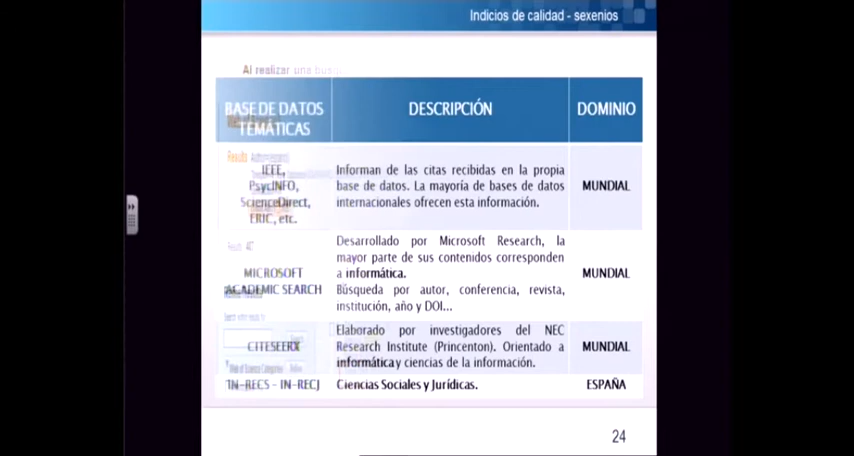 Indicios de calidad - sexenios
Al realizar una
BASE DE DATOS
TEMÁTICAS
DESCRIPCIÓN
DOMINIO
Results
IEEE,
PsycINFO,
ScienceDirect,
ERIC, etc.
Informan de las citas recibidas en la propia
base de datos. La mayoría de bases de datos
internacionales ofrecen esta información.
MUNDIAL
MICROSOFT
ACADEMIC SEARCH
Desarrollado por Microsoft Research, la
mayor parte de sus contenidos corresponden
a informática.
Búsqueda por autor, conferencia, revista,
institución, año y DOI...
MUNDIAL
CITESEERX
Elaborado por investigadores del NEC
Research Institute (Princenton). Orientado a
informática y ciencias de la información.
MUNDIAL
IN-RECS - IN-RECJ
Ciencias Sociales y Jurídicas.
ESPAÑA
24